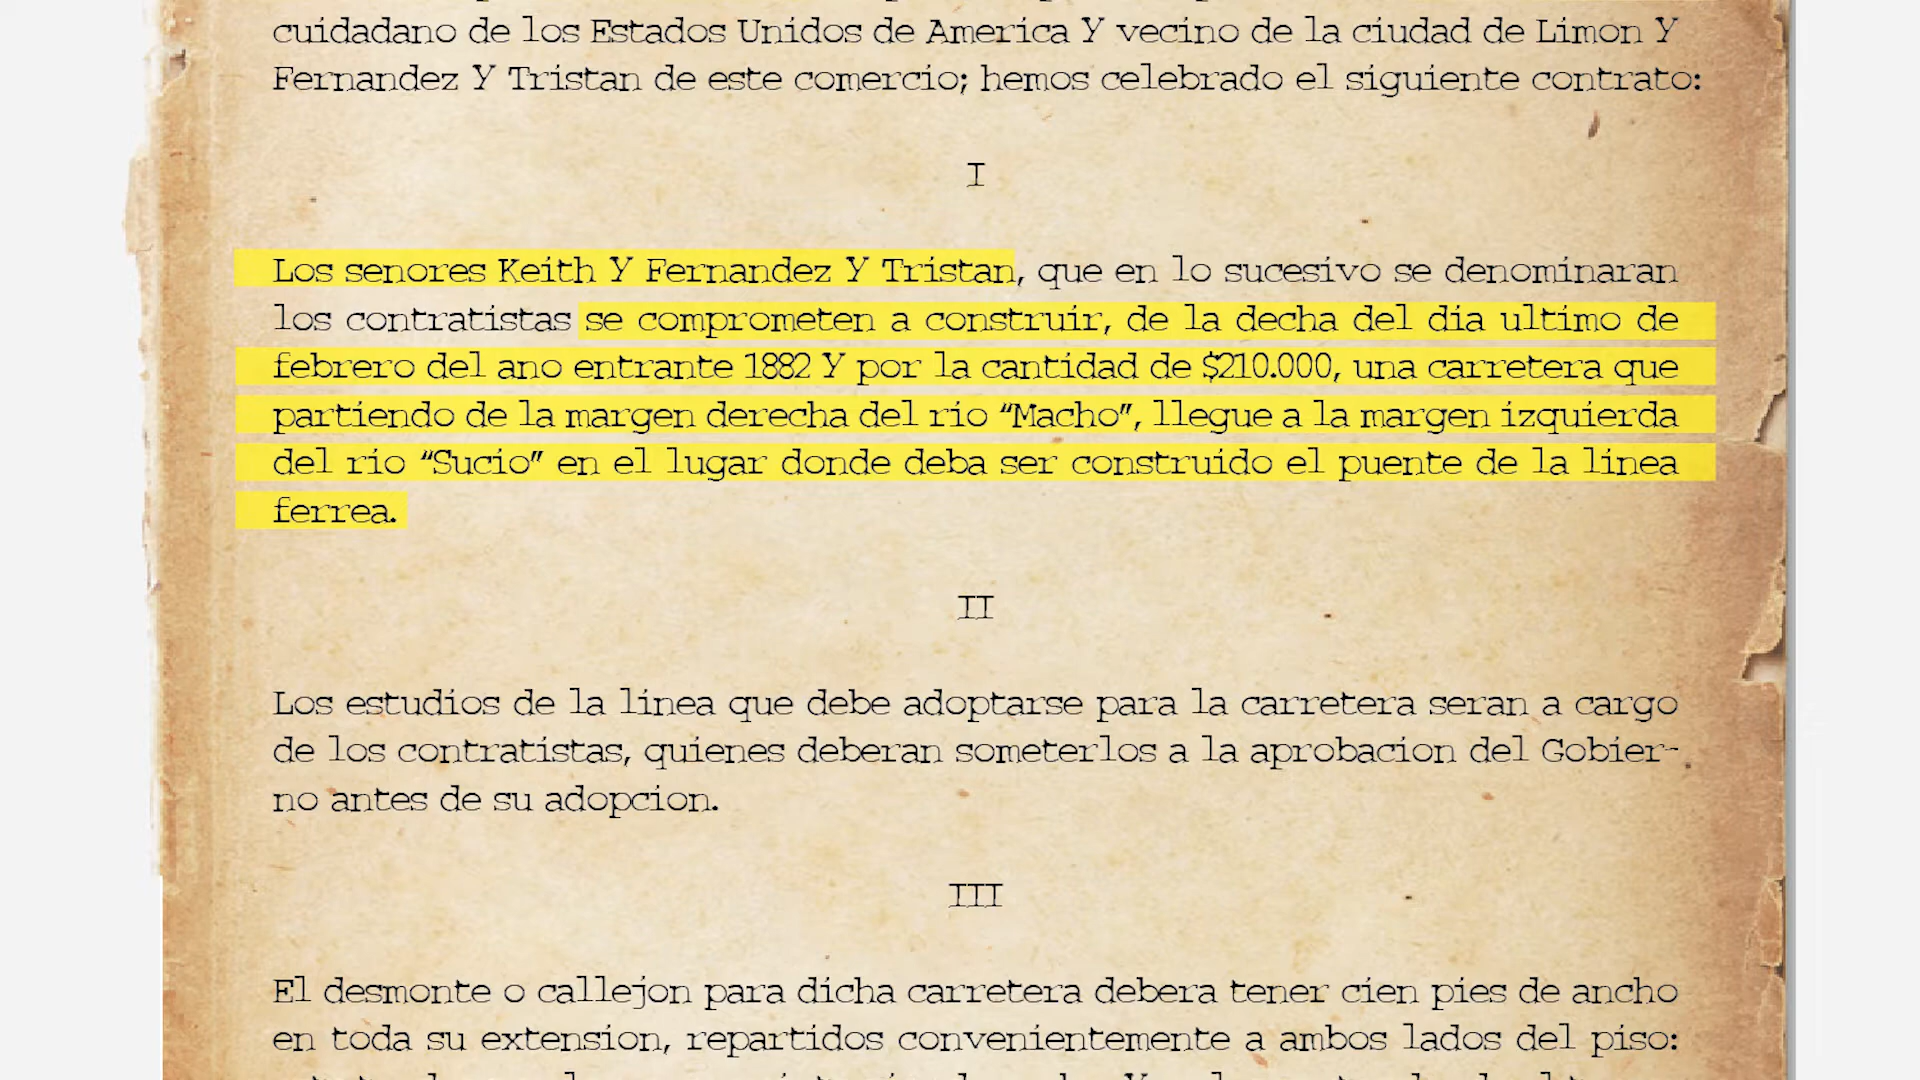 cuidadano de los Estados Unidos de America Y vecino de la ciudad de Limon Y
Fernandez Y Tristan de este comercio; hemos celebrado el siguiente contrato:
I
Los senores Keith Y Fernandez Y Tristan, que en lo sucesivo se denominaran
los contratistas se comprometen a construir, de la decha del dia ultimo de
febrero del ano entrante 1882 Y por la cantidad de $210.000, una carretera que
partiendo de la margen derecha del rio “Macho”, llegue a la margen izquierda
del rio “Sucio” en el lugar donde deba ser construido el puente de la linea
ferrea.
II
Los estudios de la linea que debe adoptarse para la carretera seran a cargo
de los contratistas, quienes deberan someterlos a la aprobacion del Gobier-
no antes de su adopcion.
III
El desmonte o callejon para dicha carretera debera tener cien pies de ancho
en toda su extension, repartidos convenientemente a ambos lados del piso: